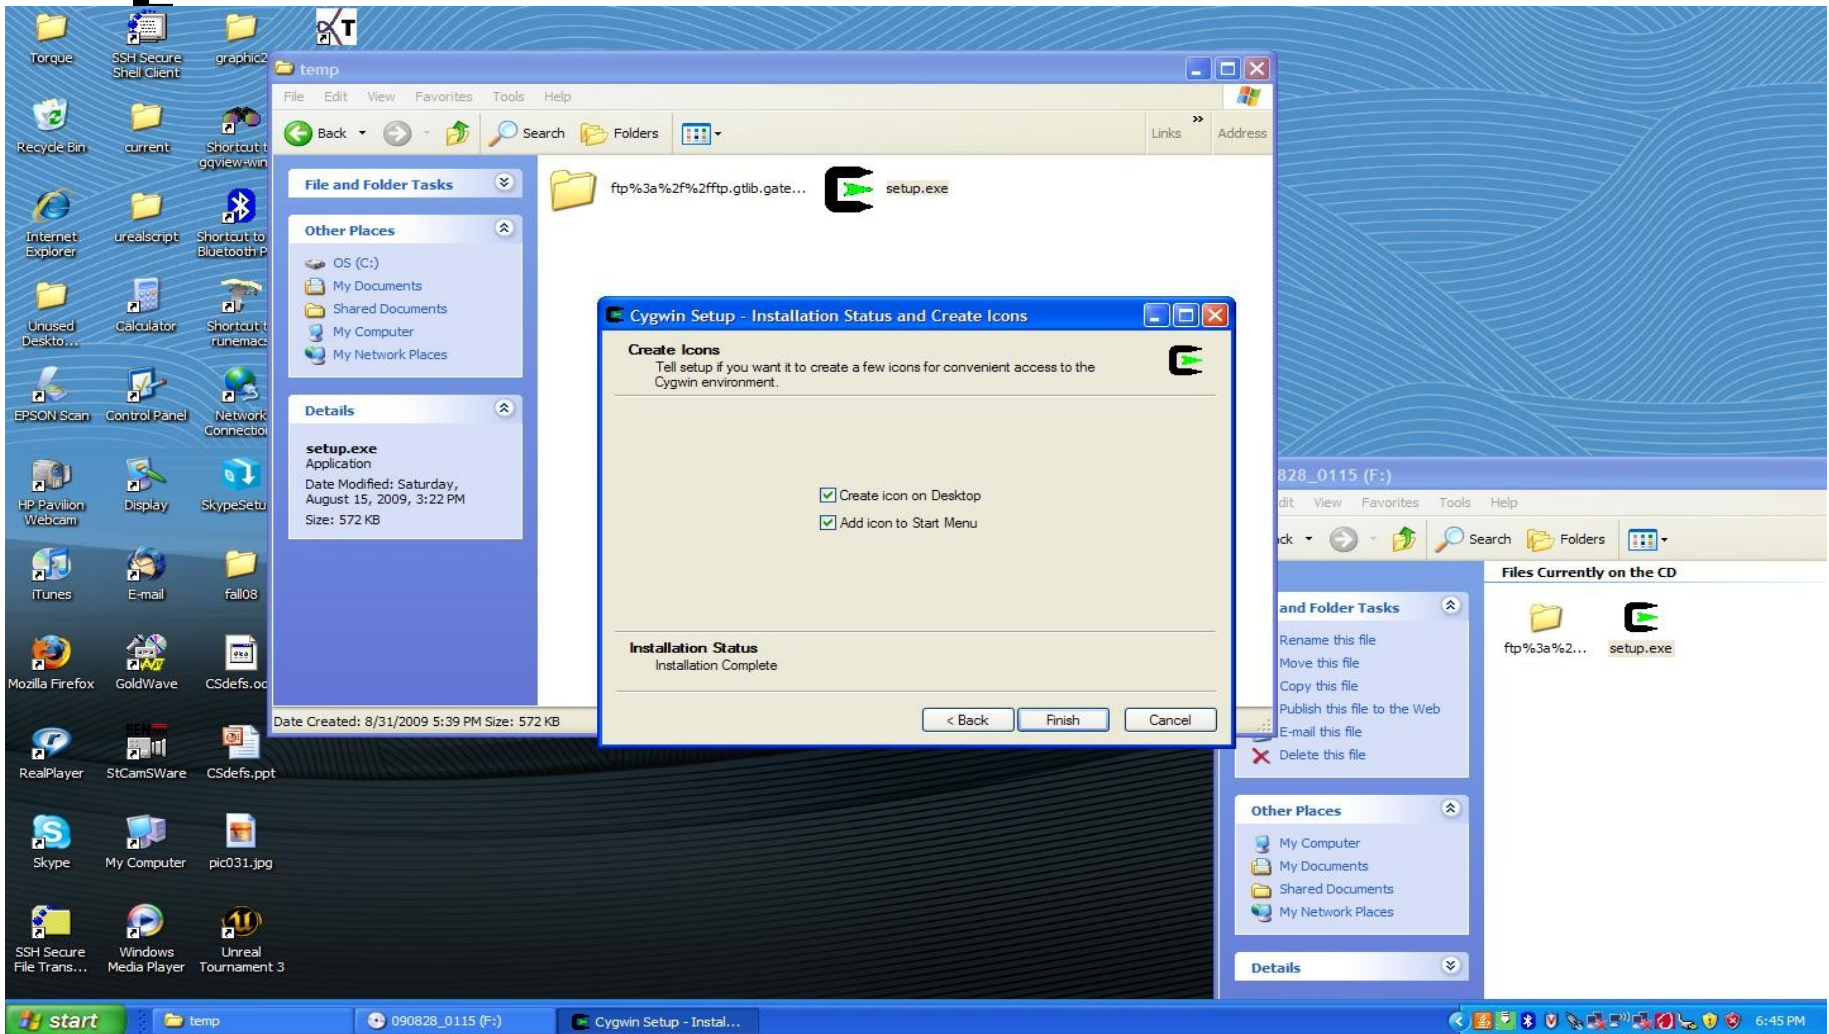 Torque
SSH Secure
Shell Client
graphic2
T
Recycle Bin
current
Shortcut t
gqview-win
Internet
Explorer
urealscript
Shortcut to
Bluetooth P
Unused
Deskto...
Calculator
Shortcut t
runemacs
EPSON Scan
Control Panel
Network
Connectio
HP Pavilion
Webcam
Display
SkypeSetu
iTunes
E-mail
fall08
Mozilla Firefox
GoldWave
CSdefs.oc
RealPlayer
StCamSWare
CSdefs.ppt
Skype
My Computer
pic031.jpg
SSH Secure
File Trans...
Windows
Media Player
Unreal
Tournament 3
temp
File Edit View Favorites Tools Help
Back Search Folders Links » Address
File and Folder Tasks
Other Places
OS (C:)
My Documents
Shared Documents
My Computer
My Network Places
Details
setup.exe
Application
Date Modified: Saturday,
August 15, 2009, 3:22 PM
Size: 572 KB
ftp%3a%2f%2fftp.gtlib.gate... setup.exe
Date Created: 8/31/2009 5:39 PM Size: 572 KB
Cygwin Setup - Installation Status and Create Icons
Create Icons
Tell setup if you want it to create a few icons for convenient access to the
Cygwin environment.
Create icon on Desktop
Add icon to Start Menu
Installation Status
Installation Complete
< Back Finish Cancel
828_0115 (F:)
dit View Favorites Tools Help
ck Search Folders
Files Currently on the CD
ftp%3a%2... setup.exe
and Folder Tasks
Rename this file
Move this file
Copy this file
Publish this file to the Web
E-mail this file
Delete this file
Other Places
My Computer
My Documents
Shared Documents
My Network Places
Details
start temp 090828_0115 (F:) Cygwin Setup - Instal... 6:45 PM